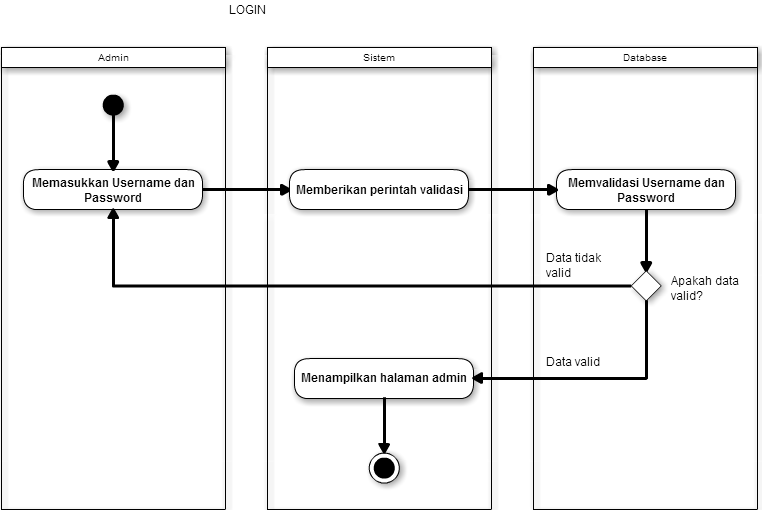 LOGIN
Admin
Sistem
Database
Memasukkan Username dan
Password
Memberikan perintah validasi
Memvalidasi Username dan
Password
Data tidak
valid
Apakah data
valid?
Data valid
Menampilkan halaman admin